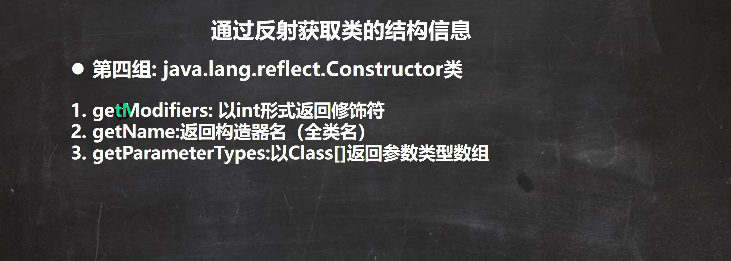 通过反射获取类的结构信息
● 第四组: java.lang.reflect.Constructor类
1. getModifiers: 以int形式返回修饰符
2. getName:返回构造器名（全类名）
3. getParameterTypes:以Class[]返回参数类型数组